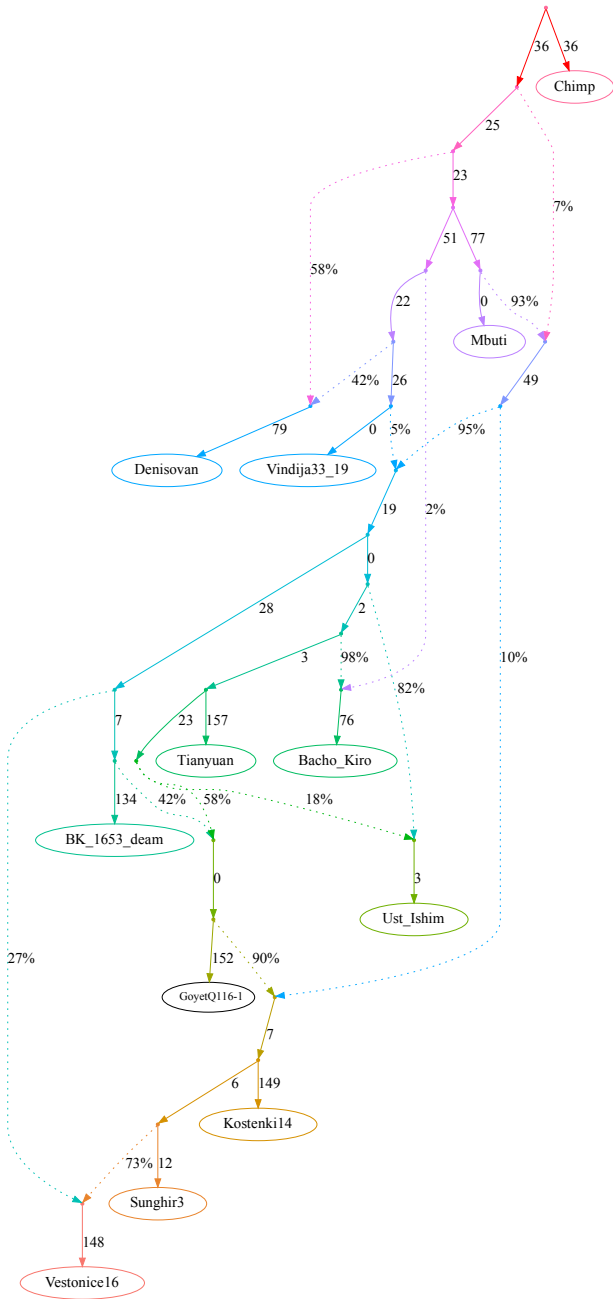 36 36
Chimp
25
23
7%
51 77
58%
22 0 93%
Mbuti
42% 26 49
79 0 5% 95%
Denisovan Vindija33_19
19 2%
0
28 2
3 98% 10%
82%
7 23 157 76
Tianyuan Bacho_Kiro
134 42% 58% 18%
BK_1653_deam
0 3
Ust_Ishim
27% 152 90%
GoyetQ116-1
7
6 149
Kostenki14
73% 12
Sunghir3
148
Vestonice16